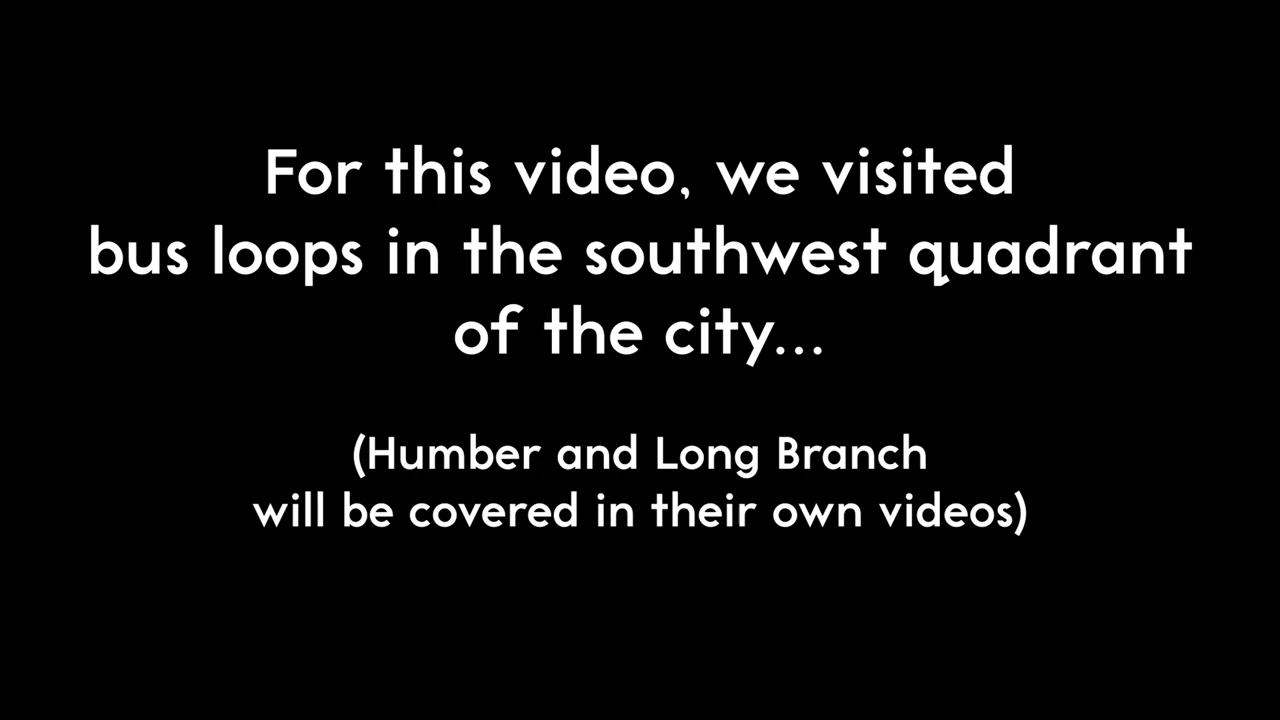 For this video, we visited
bus loops in the southwest quadrant
of the city...
(Humber and Long Branch
will be covered in their own videos)